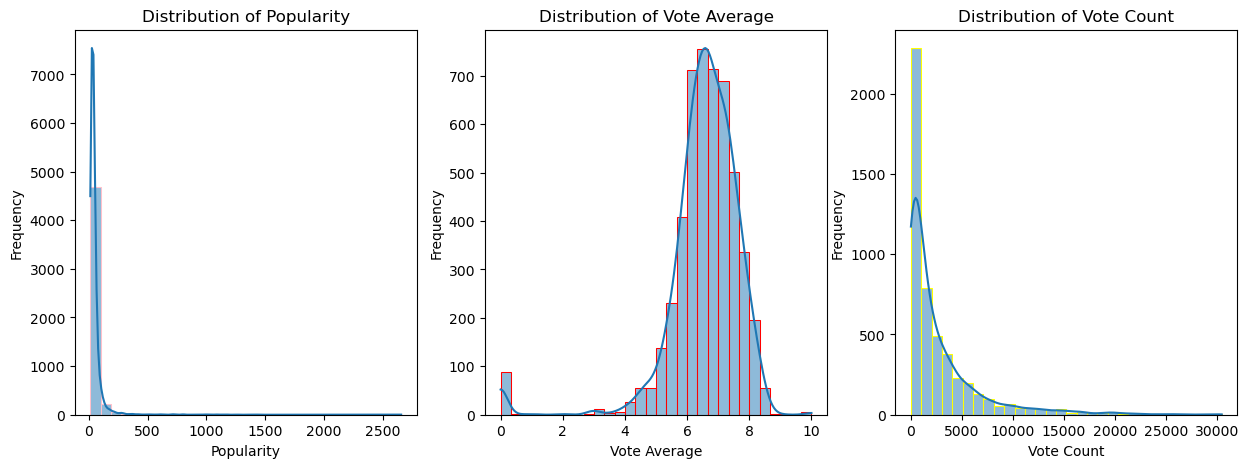 Distribution of Popularity
7000
6000
5000
4000
3000
2000
1000
0
Frequency
0 500 1000 1500 2000 2500
Popularity
Distribution of Vote Average
700
600
500
400
300
200
100
0
Frequency
0 2 4 6 8 10
Vote Average
Distribution of Vote Count
2000
1500
1000
500
0
Frequency
0 5000 10000 15000 20000 25000 30000
Vote Count